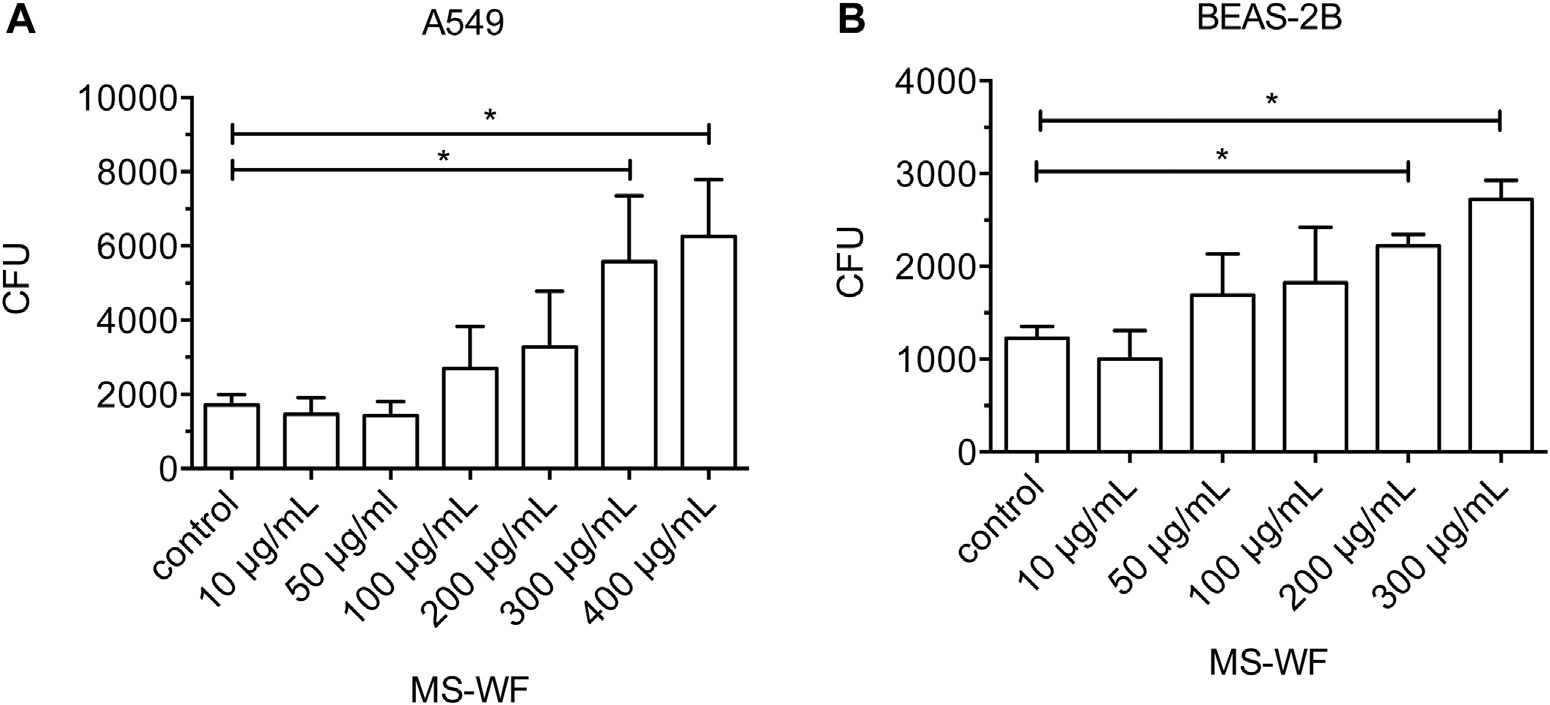 A
A549
CFU
10000
8000
6000
4000
2000
0
*
*
control
10 µg/mL
50 µg/ml
100 µg/mL
200 µg/mL
300 µg/mL
400 µg/mL
MS-WF
B
BEAS-2B
CFU
4000
3000
2000
1000
0
*
*
control
10 µg/mL
50 µg/mL
100 µg/mL
200 µg/mL
300 µg/mL
MS-WF